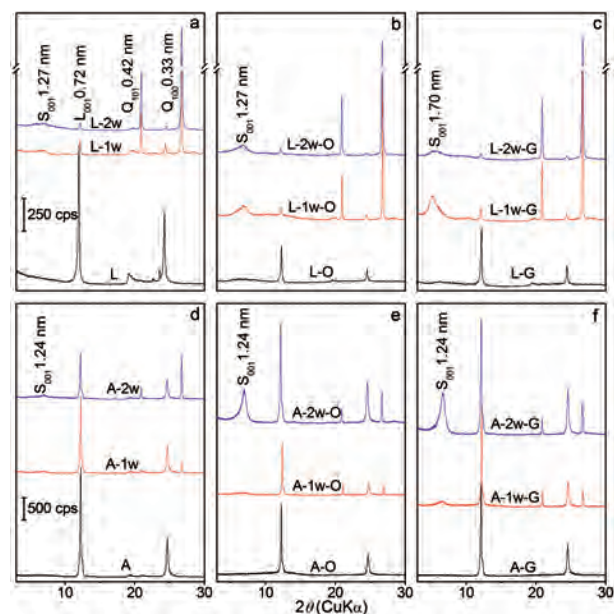 a
S001 1.27 nm
L001 0.72 nm
Q101 0.42 nm
Q100 0.33 nm
L-2w
L-1w
250 cps
L
b
S001 1.27 nm
L-2w-O
L-1w-O
L-O
c
S001 1.70 nm
L-2w-G
L-1w-G
L-G
d
S001 1.24 nm
A-2w
A-1w
500 cps
A
e
S001 1.24 nm
A-2w-O
A-1w-O
A-O
f
S001 1.24 nm
A-2w-G
A-1w-G
A-G
10 20 30 10 20 30 10 20 30
2θ(CuKα)